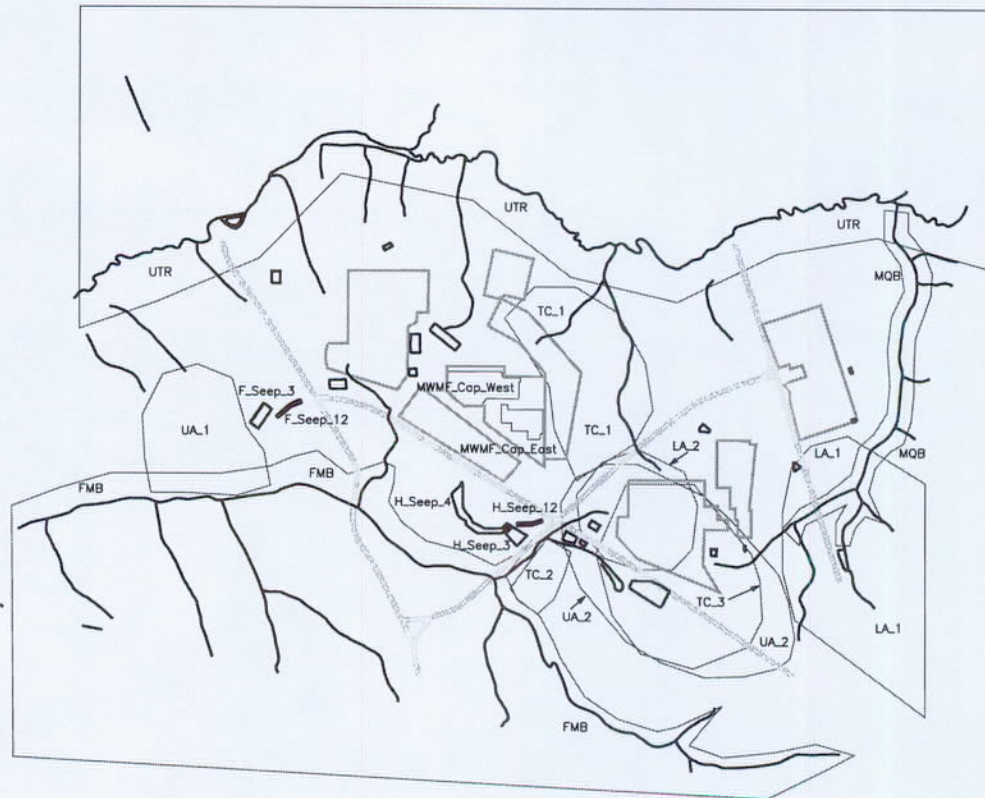 UTR
UTR
UTR
MQB
TC_1
MWMF_Cap_West
F_Seep_3
F_Seep_12
UA_1
TC_1
MWMF_Cap_East
LA_2
LA_1
MQB
FMB
FMB
H_Seep_4
H_Seep_12
H_Seep_3
TC_2
UA_2
TC_3
UA_2
LA_1
FMB